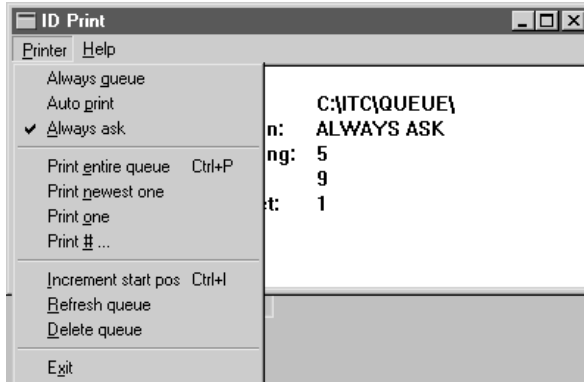 ID Print
Printer Help
Always queue
Auto print
Always ask
Print entire queue Ctrl+P
Print newest one
Print one
Print # ...
Increment start pos Ctrl+I
Refresh queue
Delete queue
Exit
C:\ITC\QUEUE\
n: ALWAYS ASK
ng: 5
9
t: 1